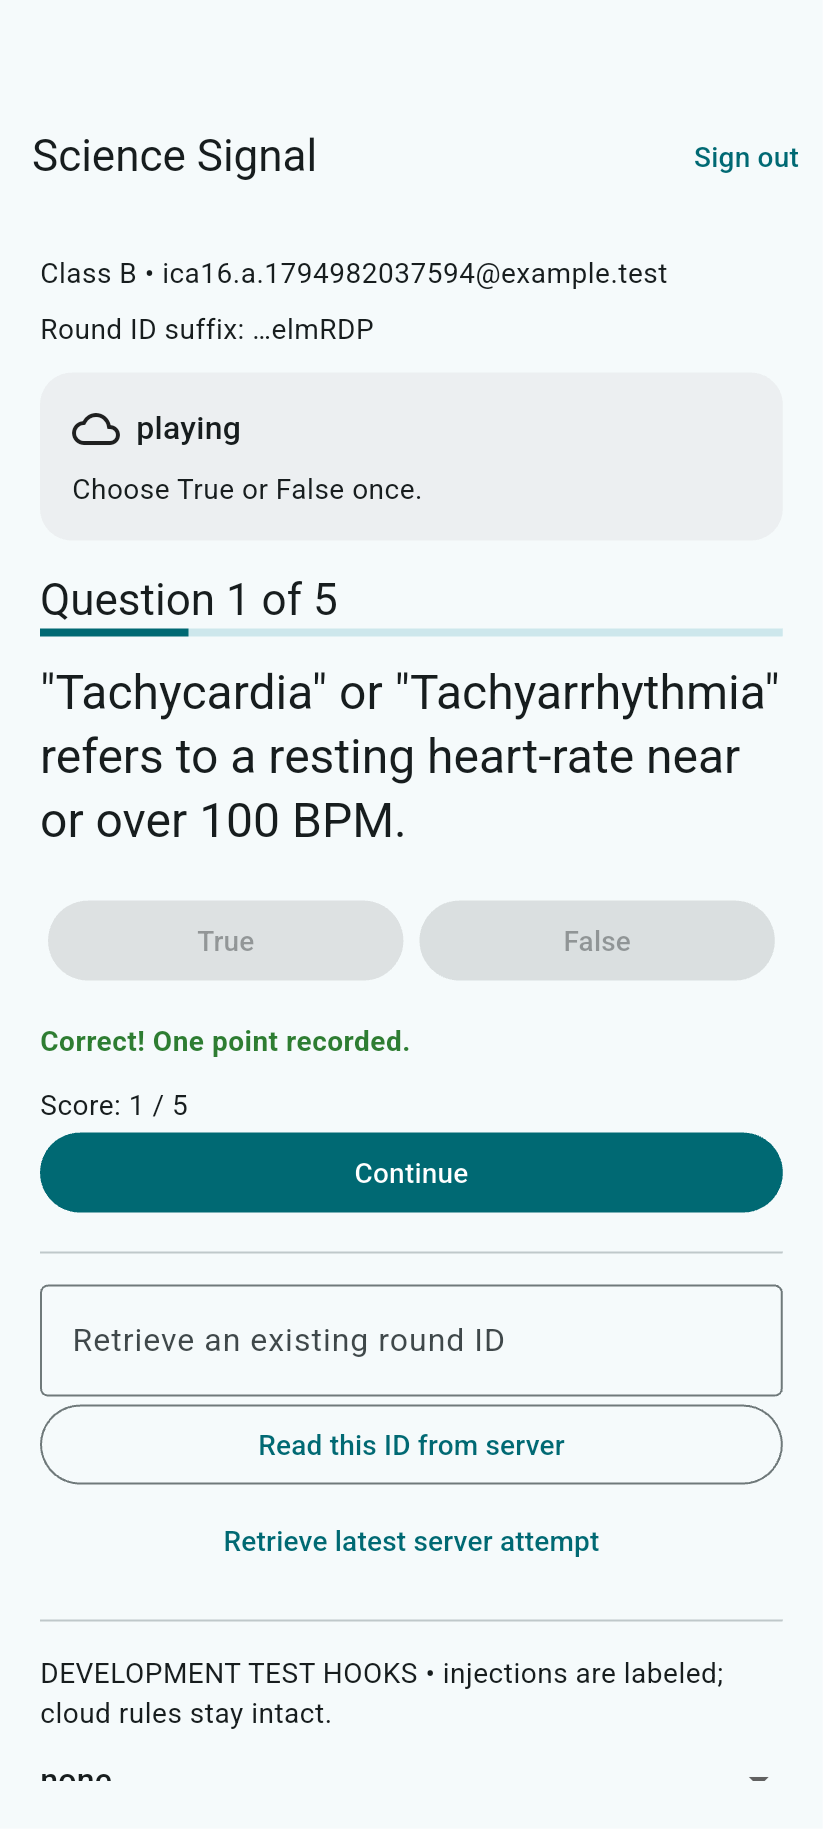 Science Signal
Sign out
Class B • ica16.a.1794982037594@example.test
Round ID suffix: …elmRDP
playing
Choose True or False once.
Question 1 of 5
"Tachycardia" or "Tachyarrhythmia"
refers to a resting heart-rate near
or over 100 BPM.
True
False
Correct! One point recorded.
Score: 1 / 5
Continue
Retrieve an existing round ID
Read this ID from server
Retrieve latest server attempt
DEVELOPMENT TEST HOOKS • injections are labeled;
cloud rules stay intact.
none